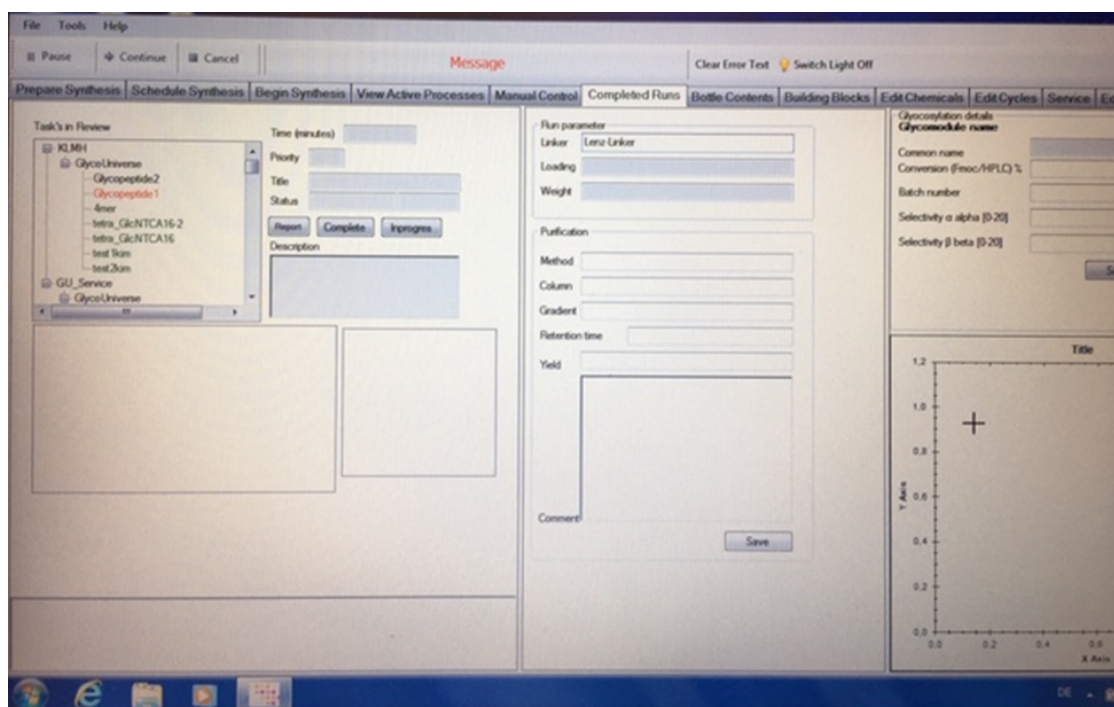 File Tools Help
Pause Continue Cancel Message Clear Error Text Switch Light Off
Prepare Synthesis Schedule Synthesis Begin Synthesis View Active Processes Manual Control Completed Runs Bottle Contents Building Blocks Edit Chemicals Edit Cycles Service
Task's in Review
KLMH
GlycoUniverse
Glycopeptide2
Glycopeptide1
4mer
tetra_GlcNTCA16-2
tetra_GlcNTCA16
test1kim
test2kim
GU_Service
GlycoUniverse
Time (minutes)
Priority
Title
Status
Report Complete Inprogres
Description
Run parameter
Linker Lenz-Linker
Loading
Weight
Purification
Method
Column
Gradient
Retention time
Yield
Comment
Save
Glyocosylation details
Glycomodule name
Common name
Conversion (Fmoc/HPLC) %
Batch number
Selectivity α alpha [0-20]
Selectivity β beta [0-20]
Title
1,2
1,0
0,8
0,6
0,4
0,2
0,0
Y Axis
0,0 0,2 0,4 0,6
X Axis
DE